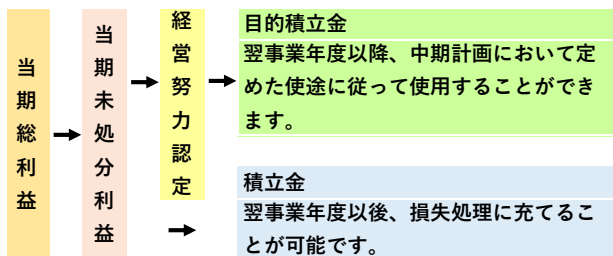 当期総利益
当期未処分利益
経営努力認定
目的積立金
翌事業年度以降、中期計画において定
めた使途に従って使用することができ
ます。
積立金
翌事業年度以後、損失処理に充てるこ
とが可能です。